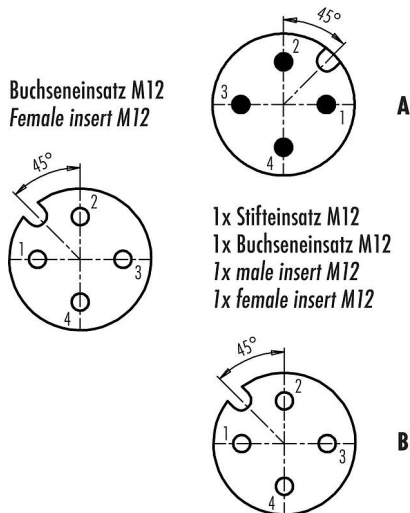 45°
2
3
1
4
A
Buchseneinsatz M12
Female insert M12
45°
2
1
3
4
1x Stifteinsatz M12
1x Buchseneinsatz M12
1x male insert M12
1x female insert M12
45°
2
1
3
4
B